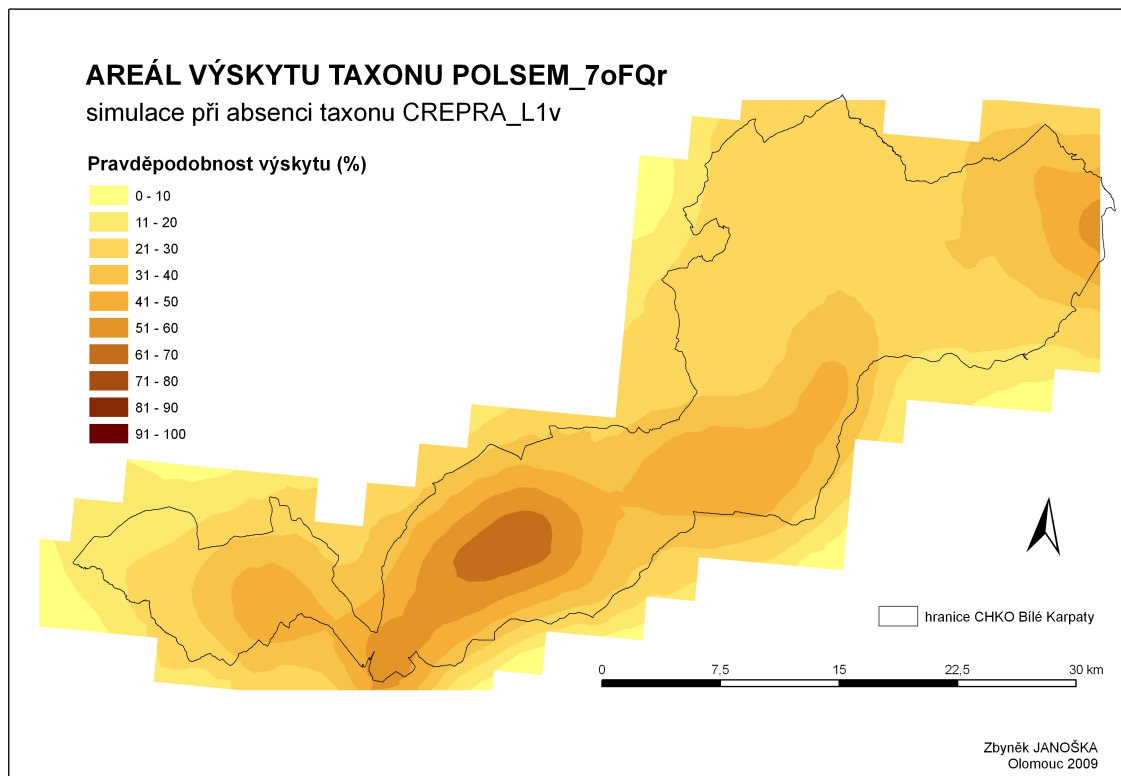 AREÁL VÝSKYTU TAXONU POLSEM_7oFQr
simulace při absenci taxonu CREPRA_L1v
Pravděpodobnost výskytu (%)
0 - 10
11 - 20
21 - 30
31 - 40
41 - 50
51 - 60
61 - 70
71 - 80
81 - 90
91 - 100
hranice CHKO Bílé Karpaty
0 7,5 15 22,5 30 km
Zbyněk JANOŠKA
Olomouc 2009